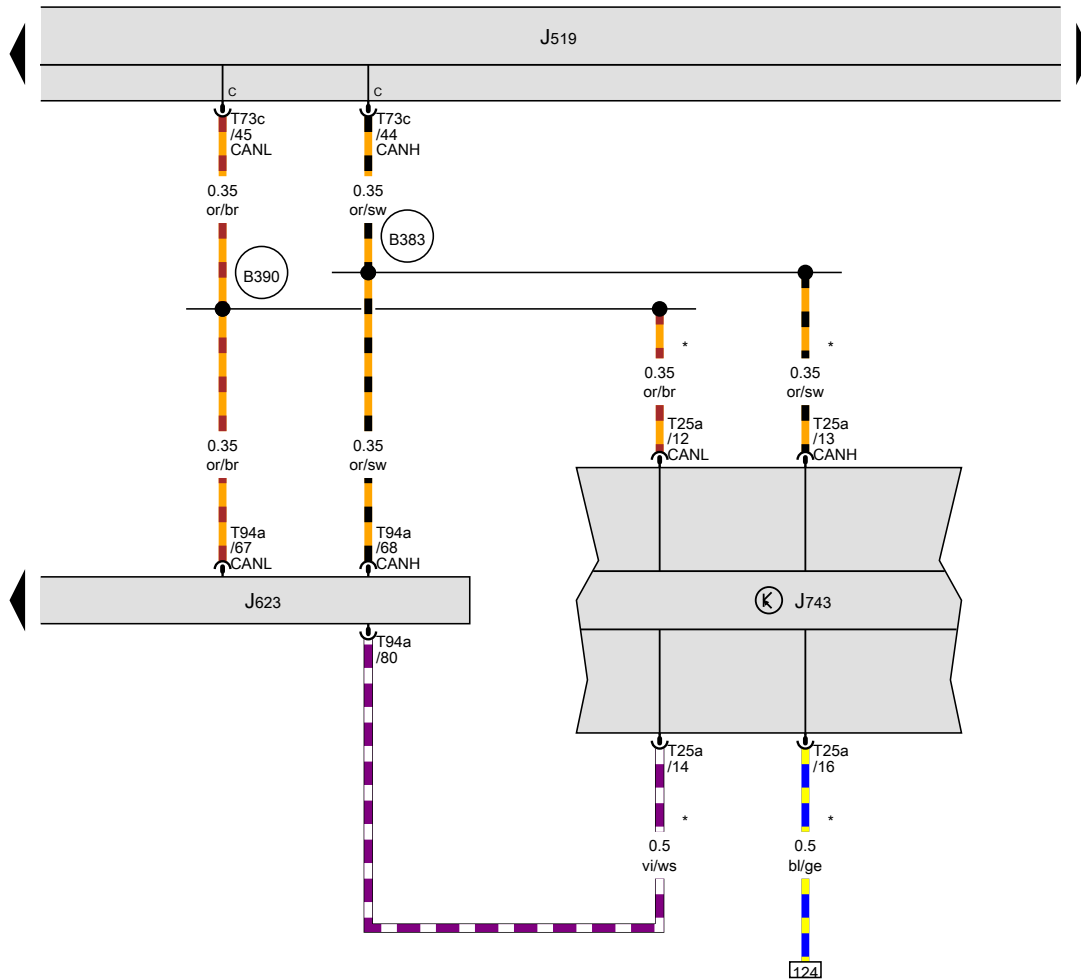 J519
C
C
T73c
/45
CANL
T73c
/44
CANH
0.35
or/br
0.35
or/sw
B383
B390
*
*
0.35
or/br
0.35
or/sw
T25a
/12
CANL
T25a
/13
CANH
0.35
or/br
0.35
or/sw
T94a
/67
CANL
T94a
/68
CANH
J623
J743
T94a
/80
T25a
/14
T25a
/16
*
*
0.5
vi/ws
0.5
bl/ge
124